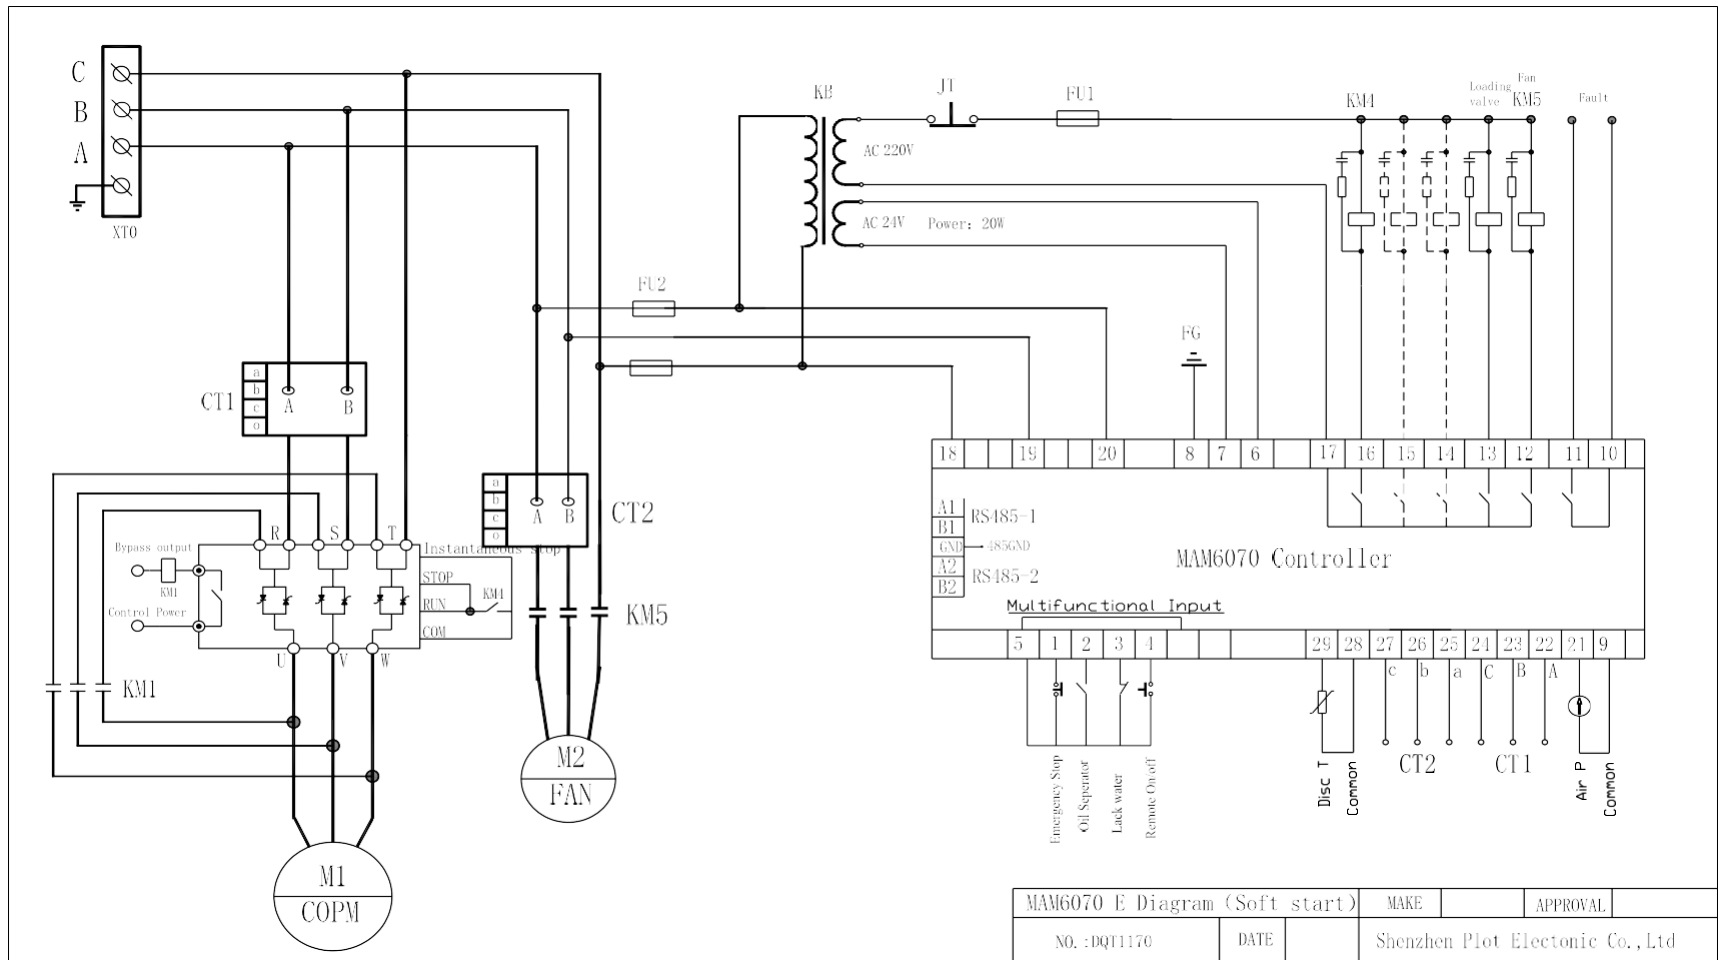 C
B
A
XT0
KB
JT
FU1
KM4
Loading
valve
Fan
KM5
Fault
AC 220V
AC 24V
Power: 20W
FU2
FG
CT1
a
b
c
o
A B
CT2
a
b
c
o
A B
18 19 20 8 7 6 17 16 15 14 13 12 11 10
A1
B1
RS485-1
GND
485GND
A2
B2
RS485-2
MAM6070 Controller
Multifunctional Input
5 1 2 3 4 29 28 27 26 25 24 23 22 21 9
c b a C B A
CT2
CT1
Emergency Stop
Oil Seperator
Lack water
Remote On/off
Disc T
Common
Air P
Common
R S T
Instantaneous stop
Bypass output
KM1
Control Power
STOP
RUN
KM4
COM
U V W
KM1
KM5
M2
FAN
M1
COPM
MAM6070 E Diagram (Soft start)
MAKE
APPROVAL
NO.:DQT1170
DATE
Shenzhen Plot Electonic Co.,Ltd